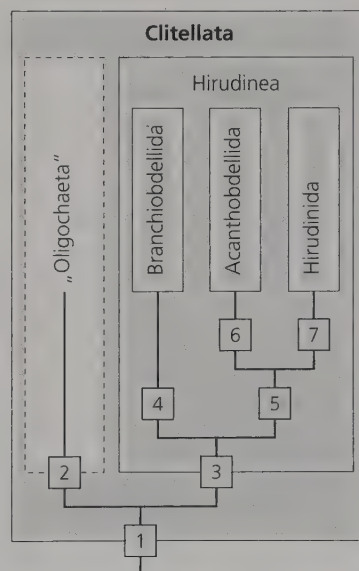 Clitellata
Hirudinea
„Oligochaeta“
Branchiobdellida
Acanthobdellida
Hirudinida
6
7
4
5
2
3
1